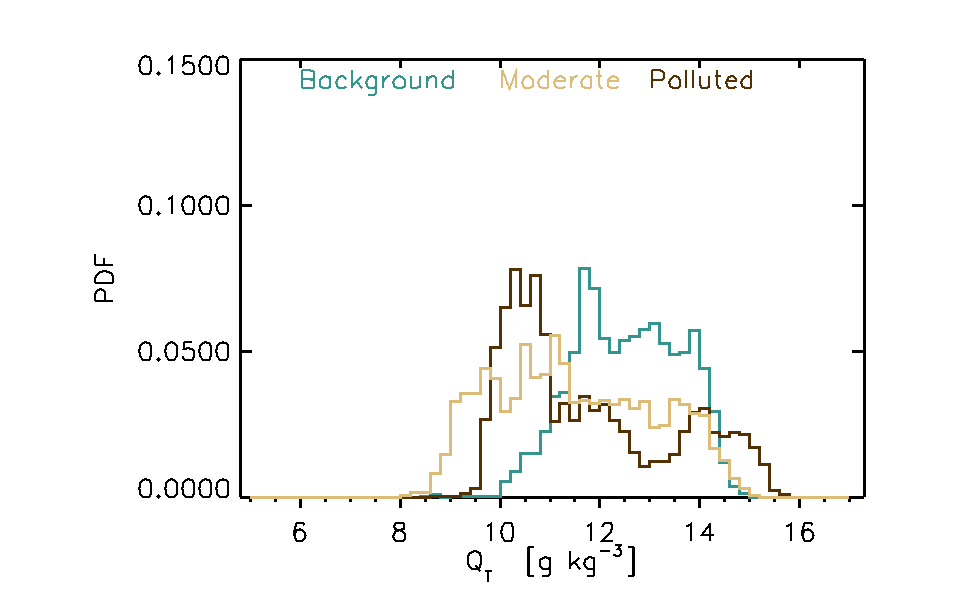 0.1500
Background Moderate Polluted
0.1000
PDF
0.0500
0.0000
6 8 10 12 14 16
Q_T [g kg⁻³]